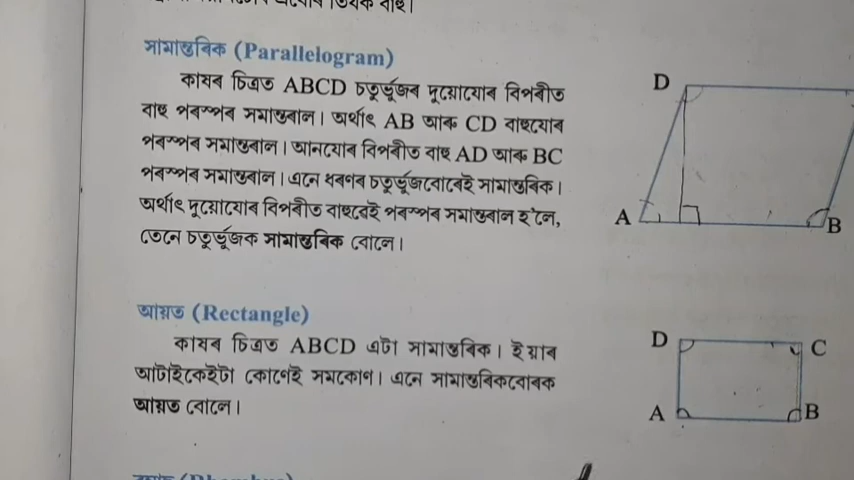 সামান্তৰিক (Parallelogram)
কাষৰ চিত্ৰত ABCD চতুৰ্ভূজৰ দুয়োযোৰ বিপৰীত
বাহু পৰস্পৰ সমান্তৰাল। অৰ্থাৎ AB আৰু CD বাহুযোৰ
পৰস্পৰ সমান্তৰাল। আনযোৰ বিপৰীত বাহু AD আৰু BC
পৰস্পৰ সমান্তৰাল। এনে ধৰণৰ চতুৰ্ভূজবোৰেই সামান্তৰিক।
অৰ্থাৎ দুয়োযোৰ বিপৰীত বাহুৱেই পৰস্পৰ সমান্তৰাল হ'লে,
তেনে চতুৰ্ভূজক সামান্তৰিক বোলে।
D
A
B
আয়ত (Rectangle)
কাষৰ চিত্ৰত ABCD এটা সামান্তৰিক। ইয়াৰ
আটাইকেইটা কোণেই সমকোণ। এনে সামান্তৰিকবোৰক
আয়ত বোলে।
D
C
A
B